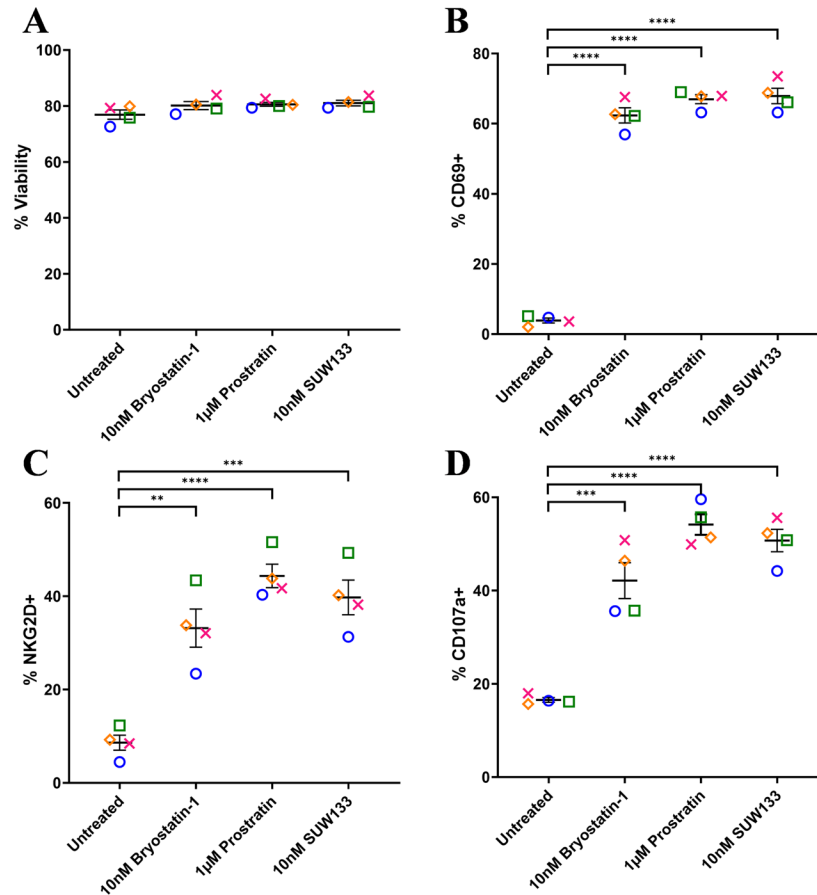 A
% Viability
100
80
60
40
20
0
Untreated
10nM Bryostatin-1
1μM Prostratin
10nM SUW133
B
****
****
****
% CD69+
80
60
40
20
0
Untreated
10nM Bryostatin-1
1μM Prostratin
10nM SUW133
C
***
****
**
% NKG2D+
60
40
20
0
Untreated
10nM Bryostatin-1
1μM Prostratin
10nM SUW133
D
****
****
***
% CD107a+
60
40
20
0
Untreated
10nM Bryostatin-1
1μM Prostratin
10nM SUW133